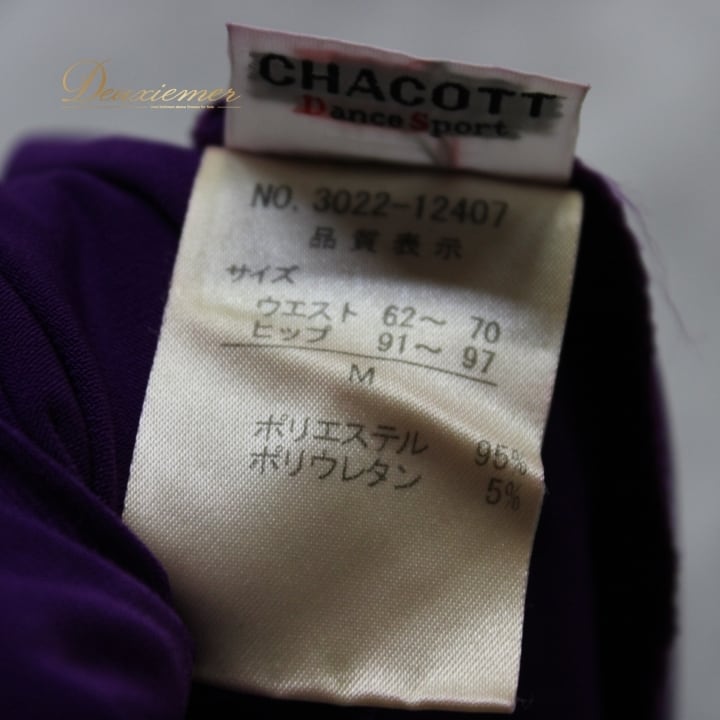 Deuxiemer
CHACOTT
Dance Sport
NO. 3022-12407
品質表示
サイズ
ウエスト 62～ 70
ヒップ 91～ 97
M
ポリエステル 95%
ポリウレタン 5%